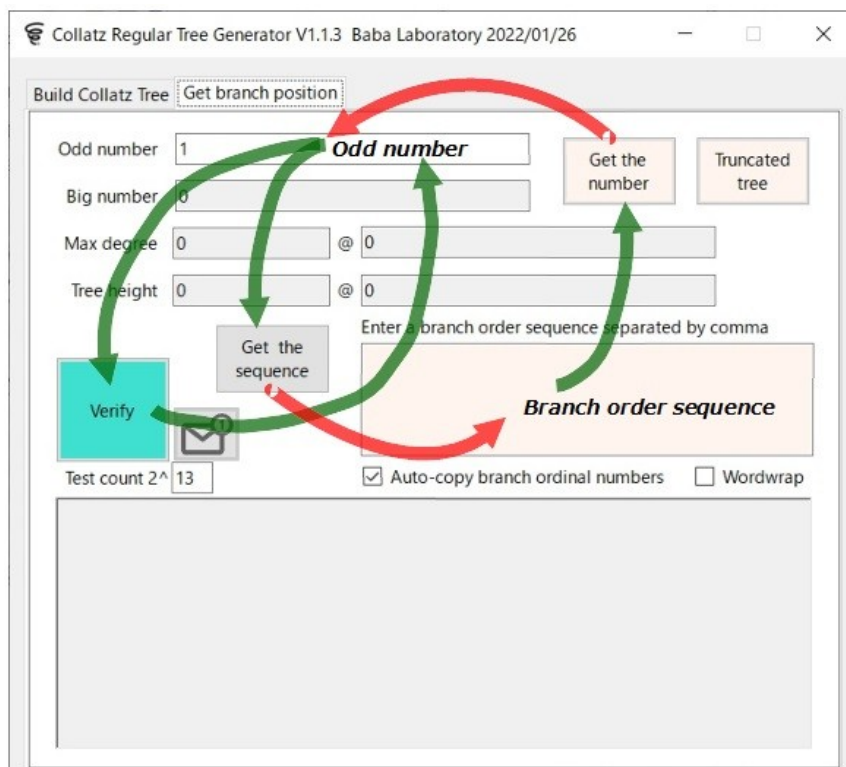 Collatz Regular Tree Generator V1.1.3 Baba Laboratory 2022/01/26
Build Collatz Tree Get branch position
Odd number 1 Odd number
Get the number
Truncated tree
Big number 0
Max degree 0 @ 0
Tree height 0 @ 0
Enter a branch order sequence separated by comma
Get the sequence
Branch order sequence
Verify
1
Test count 2^ 13
Auto-copy branch ordinal numbers Wordwrap